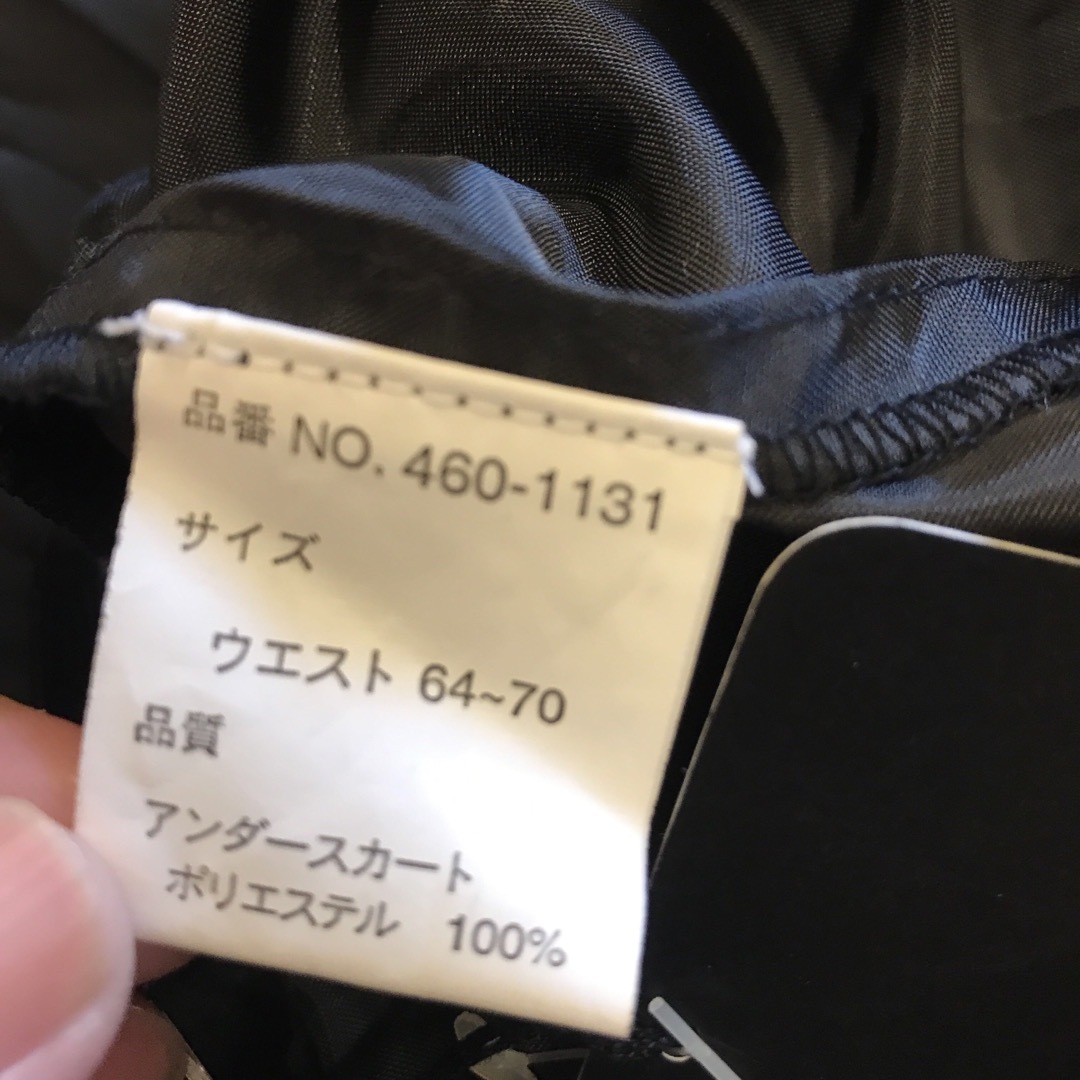 品番 NO. 460-1131
サイズ
ウエスト 64~70
品質
アンダースカート
ポリエステル 100%